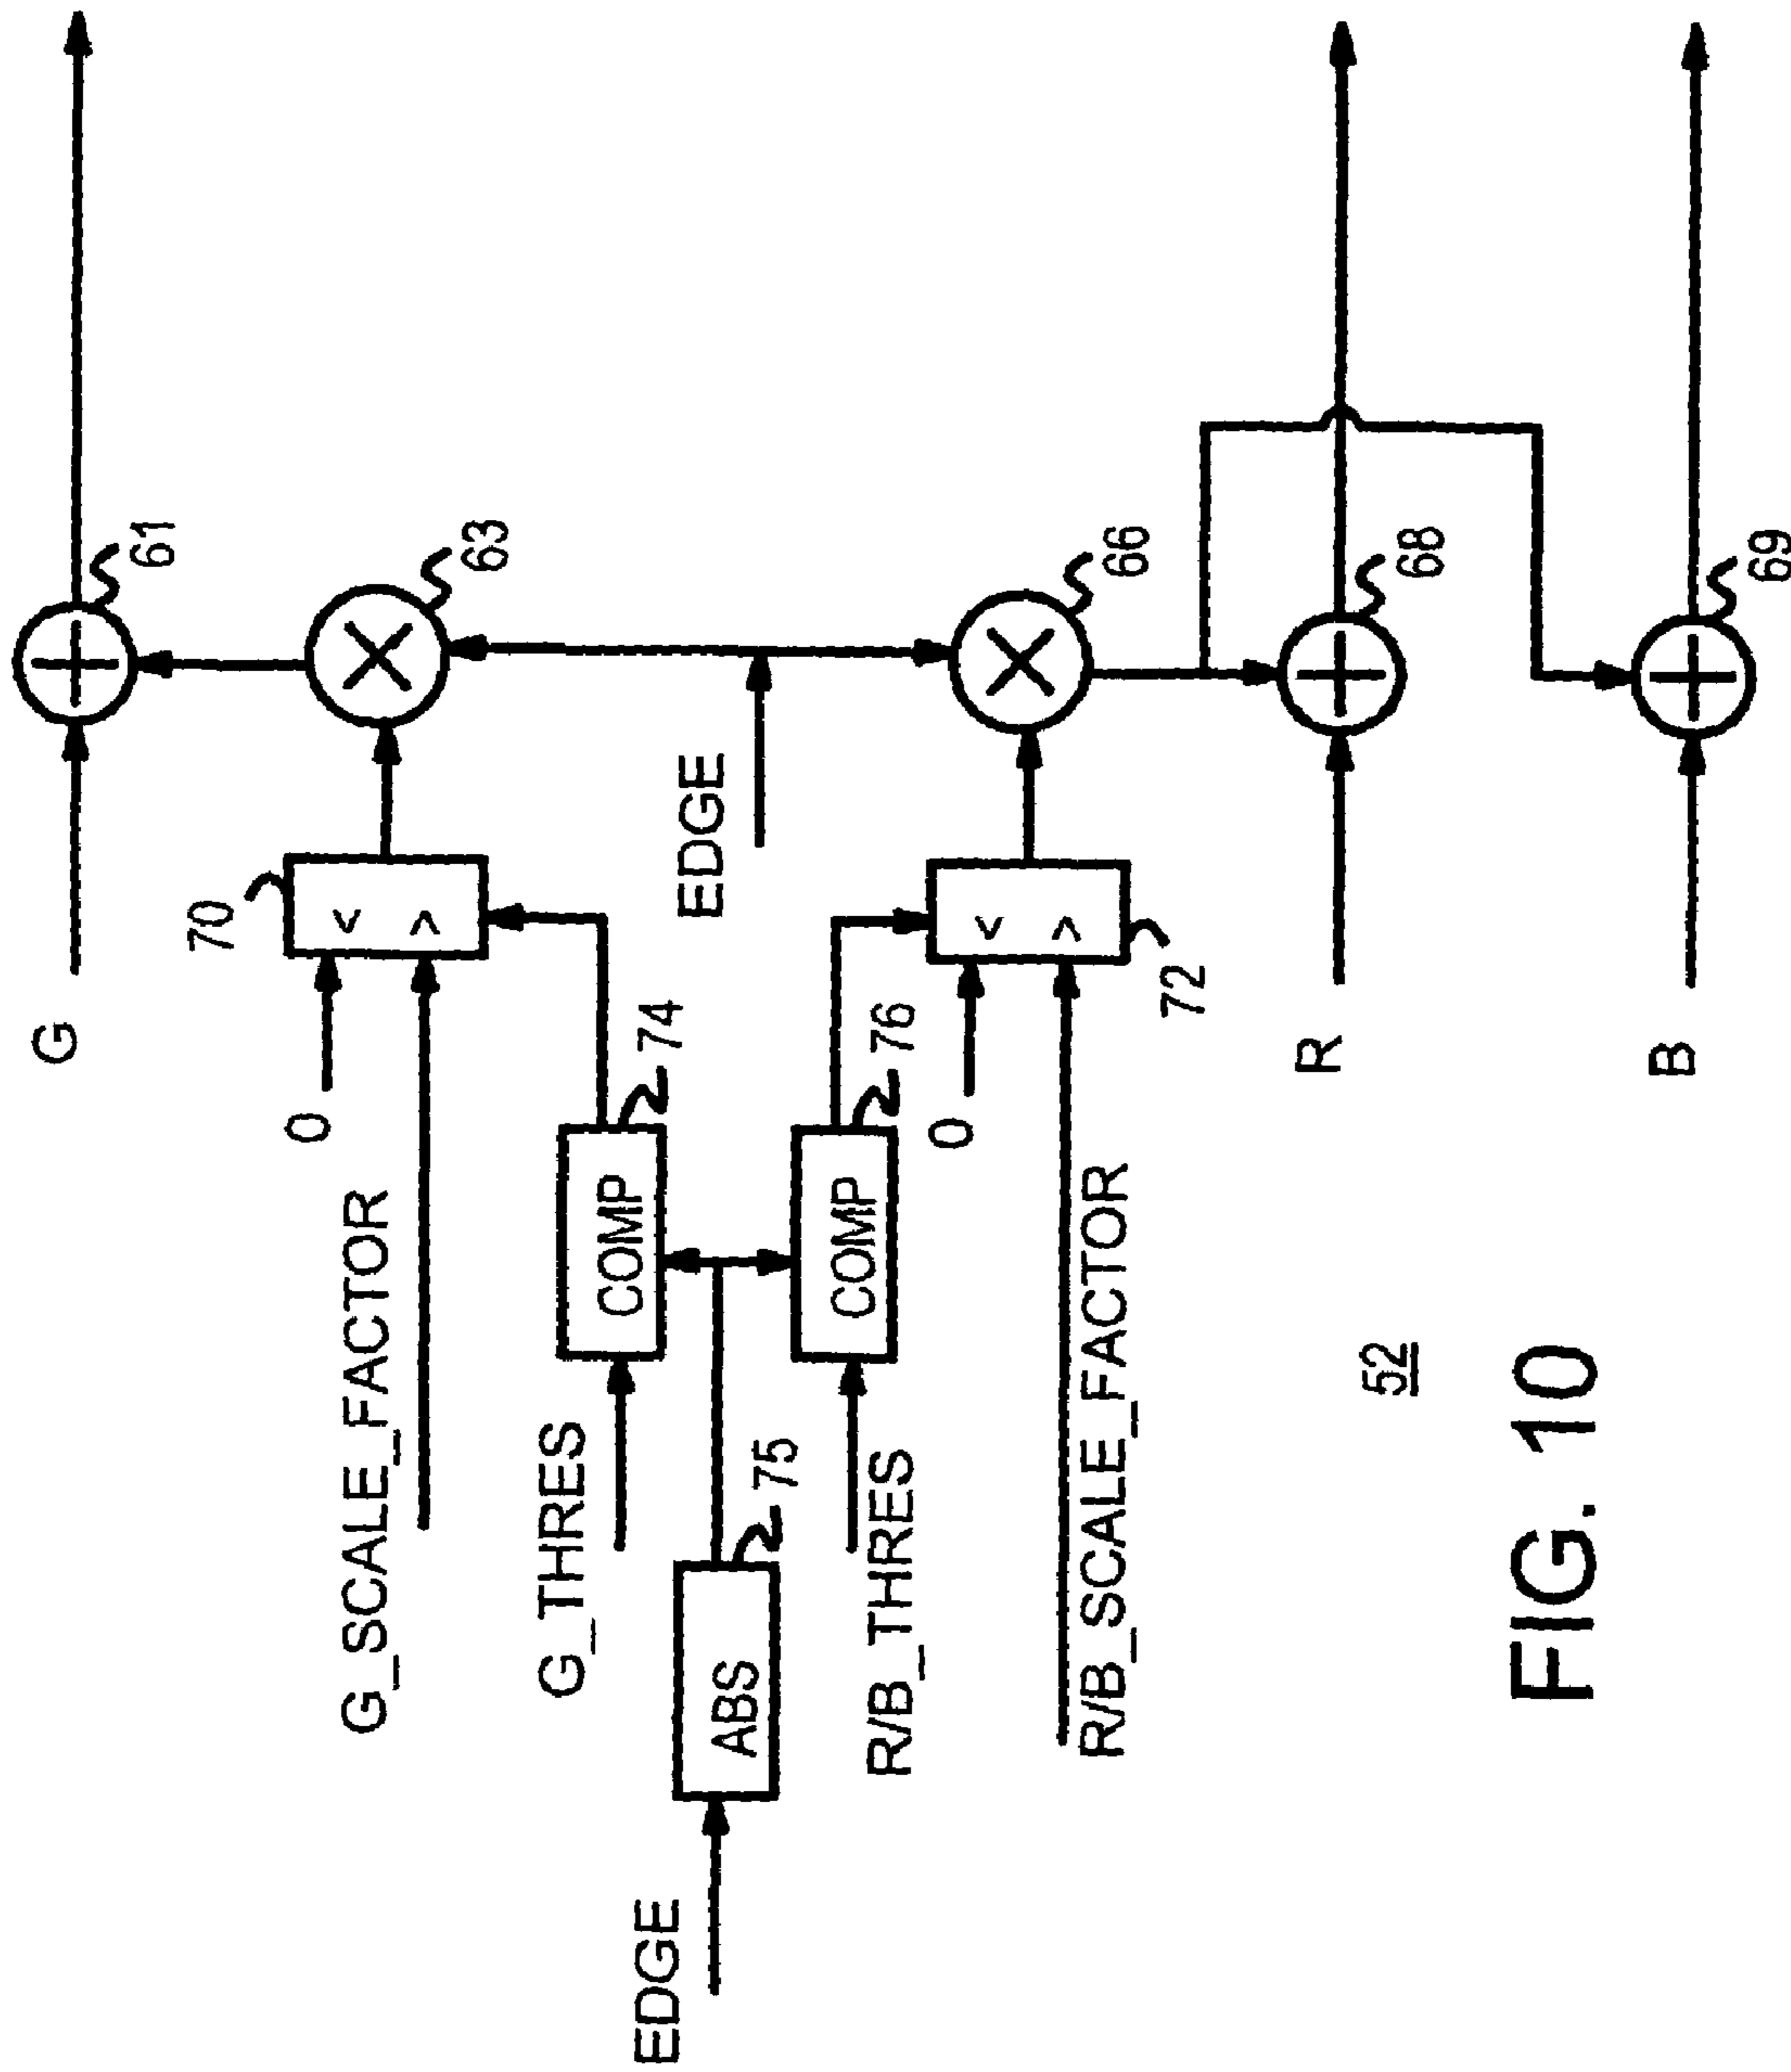 G
61
70
0
<
>
G_SCALE_FACTOR
63
G_THRES
COMP
74
EDGE
EDGE
ABS
75
COMP
76
R/B_THRES
0
<
>
R/B_SCALE_FACTOR
66
72
R
52
68
FIG. 10
B
69